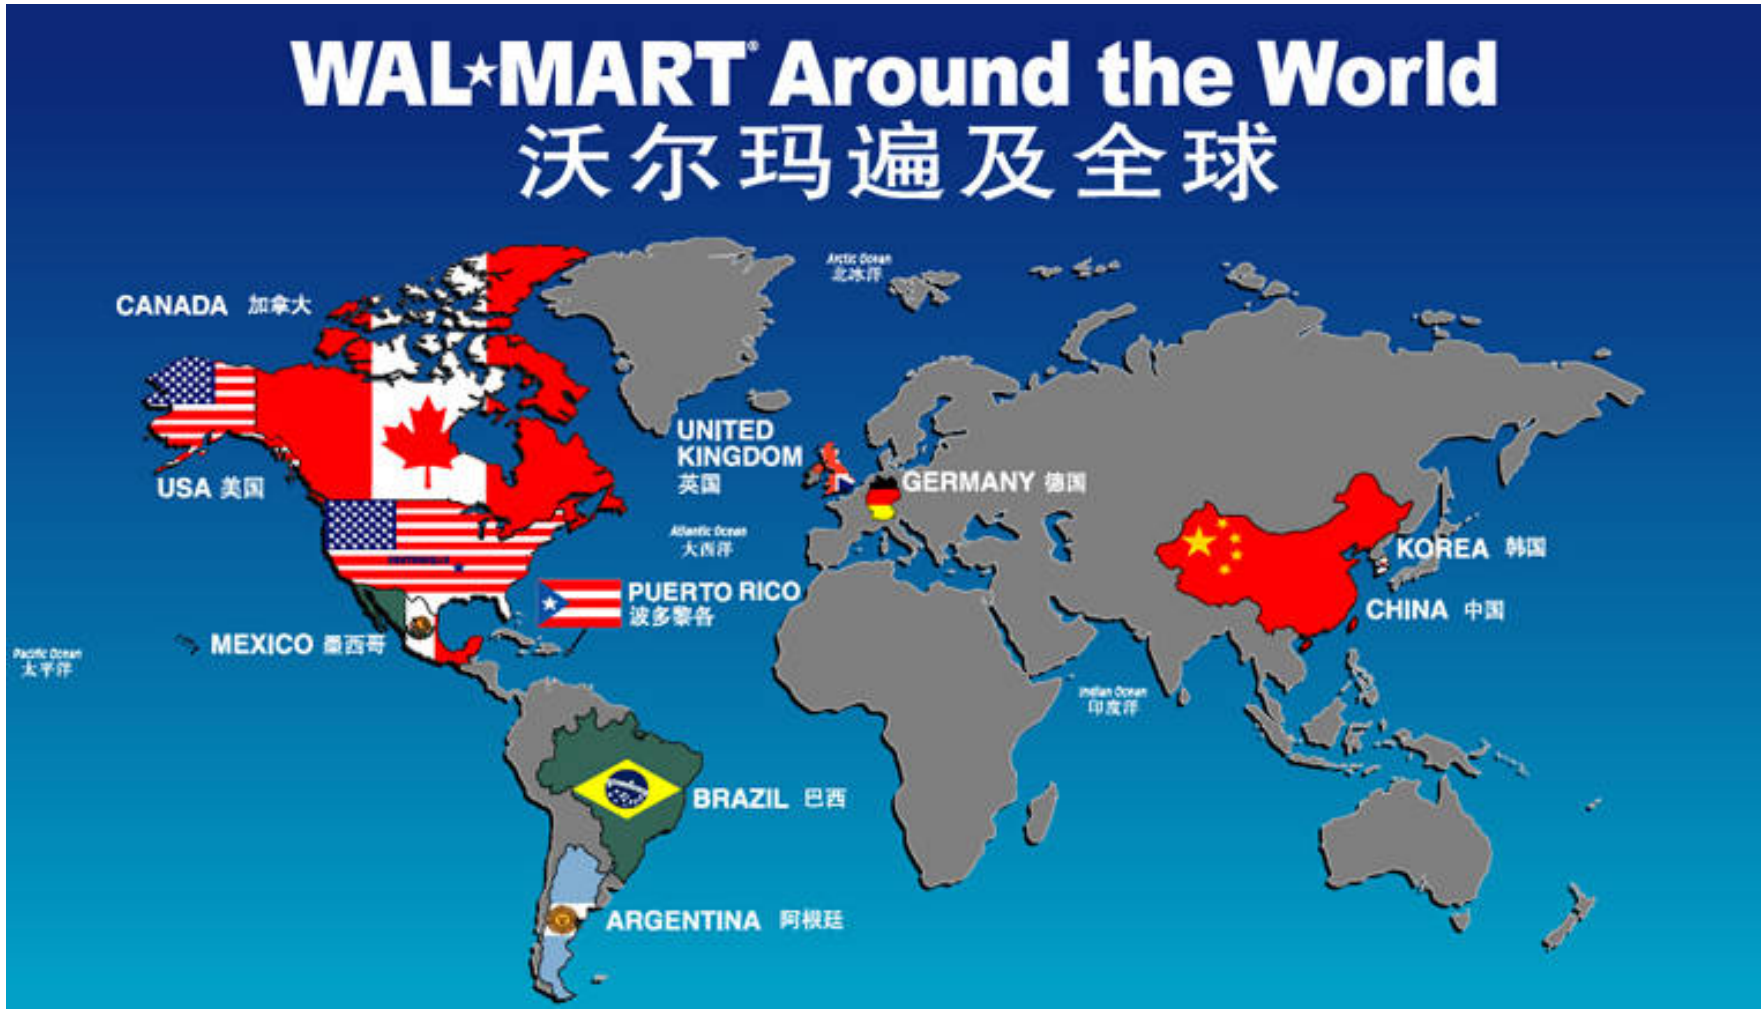 WAL★MART® Around the World
沃尔玛遍及全球
Arctic Ocean
北冰洋
CANADA 加拿大
UNITED
KINGDOM
英国
USA 美国
GERMANY 德国
Atlantic Ocean
大西洋
KOREA 韩国
PUERTO RICO
波多黎各
CHINA 中国
MEXICO 墨西哥
Pacific Ocean
太平洋
Indian Ocean
印度洋
BRAZIL 巴西
ARGENTINA 阿根廷